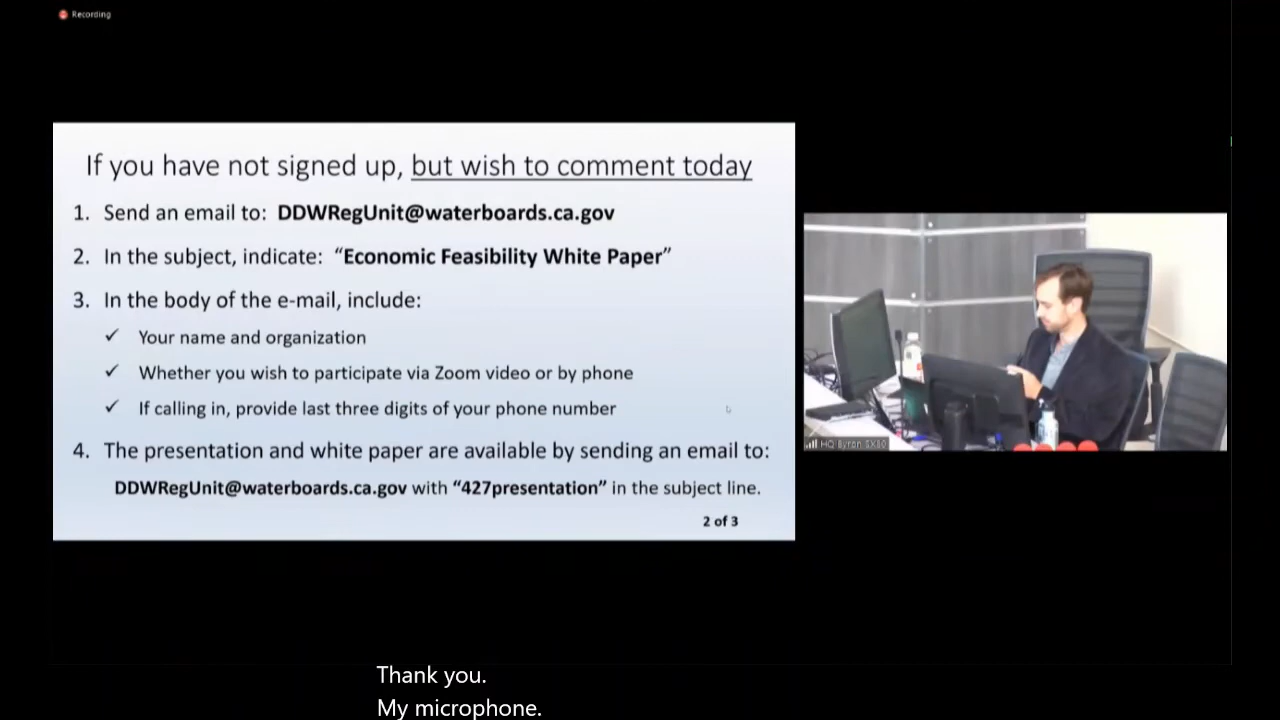 Recording
If you have not signed up, but wish to comment today
1. Send an email to: DDWRegUnit@waterboards.ca.gov
2. In the subject, indicate: “Economic Feasibility White Paper”
3. In the body of the e-mail, include:
✓ Your name and organization
✓ Whether you wish to participate via Zoom video or by phone
✓ If calling in, provide last three digits of your phone number
4. The presentation and white paper are available by sending an email to:
DDWRegUnit@waterboards.ca.gov with “427presentation” in the subject line.
2 of 3
HQ Byron SX80
Thank you.
My microphone.